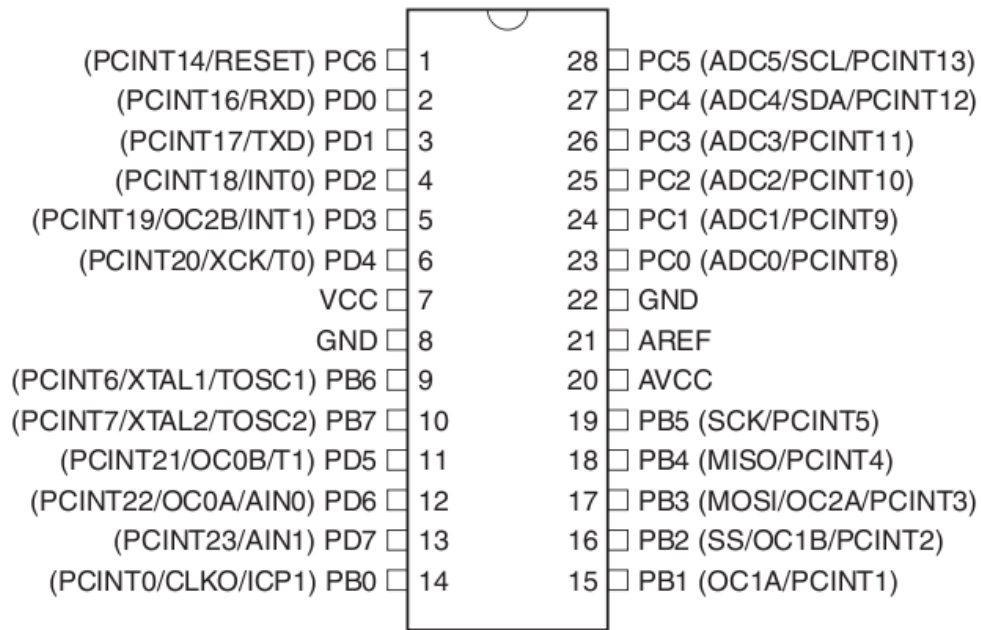 (PCINT14/RESET) PC6 1 28 PC5 (ADC5/SCL/PCINT13)
(PCINT16/RXD) PD0 2 27 PC4 (ADC4/SDA/PCINT12)
(PCINT17/TXD) PD1 3 26 PC3 (ADC3/PCINT11)
(PCINT18/INT0) PD2 4 25 PC2 (ADC2/PCINT10)
(PCINT19/OC2B/INT1) PD3 5 24 PC1 (ADC1/PCINT9)
(PCINT20/XCK/T0) PD4 6 23 PC0 (ADC0/PCINT8)
VCC 7 22 GND
GND 8 21 AREF
(PCINT6/XTAL1/TOSC1) PB6 9 20 AVCC
(PCINT7/XTAL2/TOSC2) PB7 10 19 PB5 (SCK/PCINT5)
(PCINT21/OC0B/T1) PD5 11 18 PB4 (MISO/PCINT4)
(PCINT22/OC0A/AIN0) PD6 12 17 PB3 (MOSI/OC2A/PCINT3)
(PCINT23/AIN1) PD7 13 16 PB2 (SS/OC1B/PCINT2)
(PCINT0/CLKO/ICP1) PB0 14 15 PB1 (OC1A/PCINT1)